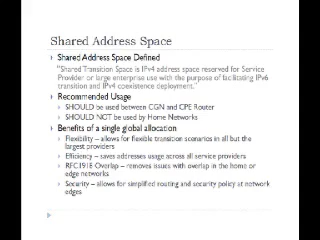 Shared Address Space
Shared Address Space Defined
"Shared Transition Space is IPv4 address space reserved for Service
Provider or large enterprise use with the purpose of facilitating IPv6
transition and IPv4 coexistence deployment."
Recommended Usage
SHOULD be used between CGN and CPE Router
SHOULD NOT be used by Home Networks
Benefits of a single global allocation
Flexibility – allows for flexible transition scenarios in all but the
largest providers
Efficiency – saves addresses usage across all service providers
RFC1918 Overlap – removes issues with overlap in the home or
edge networks
Security – allows for simplified routing and security policy at network
edges